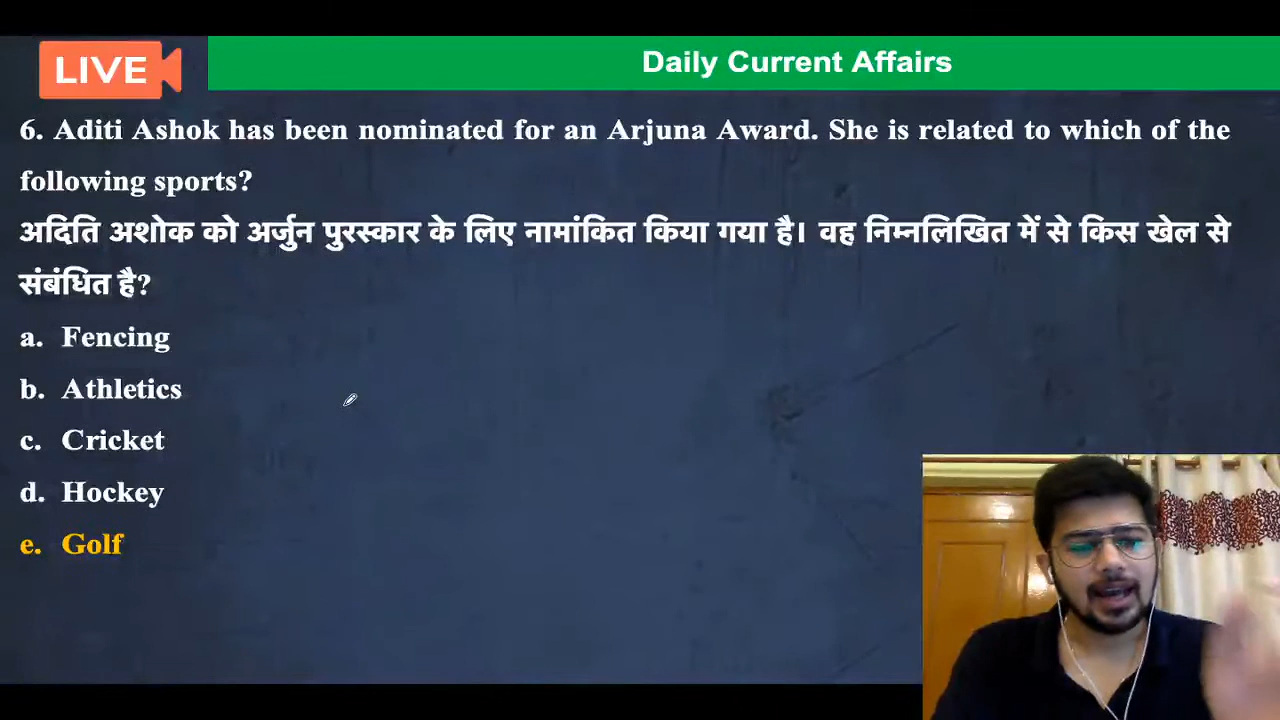 LIVE
Daily Current Affairs
6. Aditi Ashok has been nominated for an Arjuna Award. She is related to which of the
following sports?
अदिति अशोक को अर्जुन पुरस्कार के लिए नामांकित किया गया है। वह निम्नलिखित में से किस खेल से
संबंधित है?
a. Fencing
b. Athletics
c. Cricket
d. Hockey
e. Golf